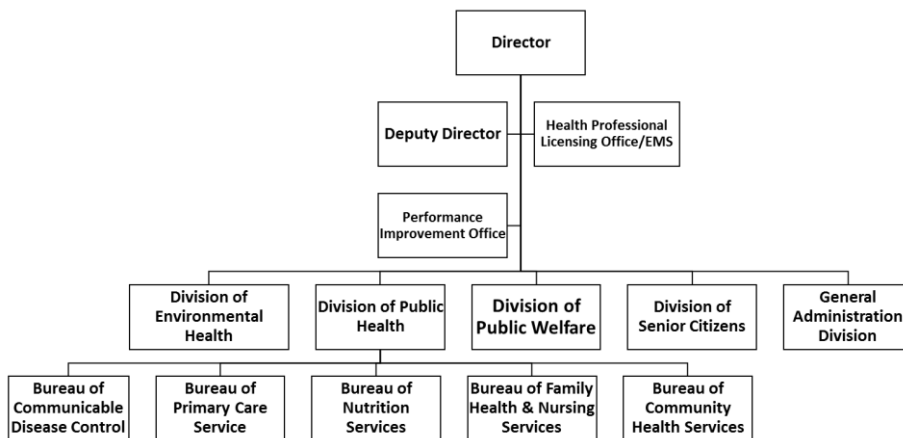 Director
Deputy Director
Health Professional
Licensing Office/EMS
Performance
Improvement Office
Division of
Environmental
Health
Division of Public
Health
Division of
Public Welfare
Division of
Senior Citizens
General
Administration
Division
Bureau of
Communicable
Disease Control
Bureau of
Primary Care
Service
Bureau of
Nutrition
Services
Bureau of Family
Health & Nursing
Services
Bureau of
Community
Health Services